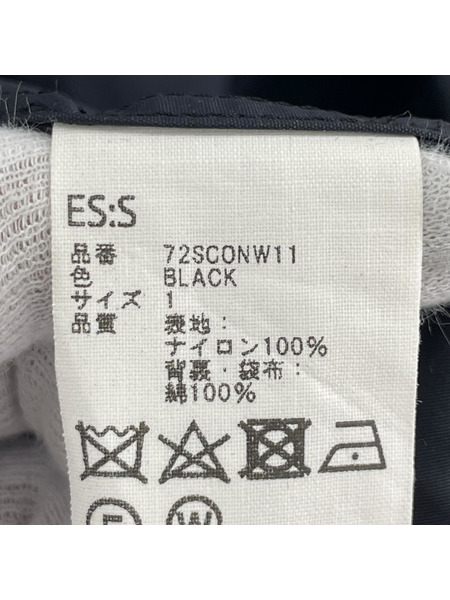 ES:S
品番 72SCONW11
色 BLACK
サイズ 1
品質 表地:
ナイロン100%
背裏・袋布:
綿100%
F W